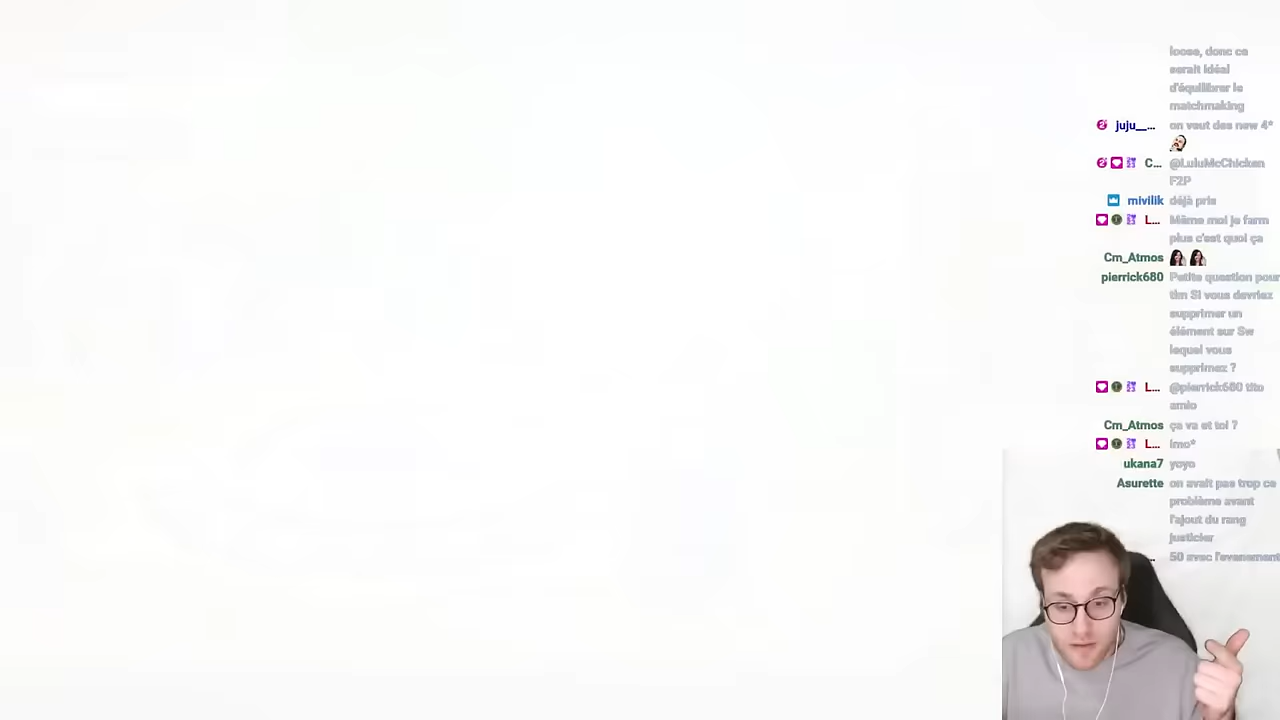 loose, donc ce
serait idéal
d'équilibrer le
matchmaking
juju__... on veut des new 4*
C... @LuluMcChicken
F2P
mivilik déjà pris
L... Même moi je farm
plus c'est quoi ça
Cm_Atmos
pierrick680 Petite question pour
tim Si vous devriez
supprimer un
élément sur Sw
lequel vous
supprimez ?
L... @pierrick680 tito
amlo
Cm_Atmos ça va et toi ?
L... imo*
ukana7 yoyo
Asurette on avait pas trop ce
problème avant
l'ajout du rang
justicier
... 50 avec l'evenement